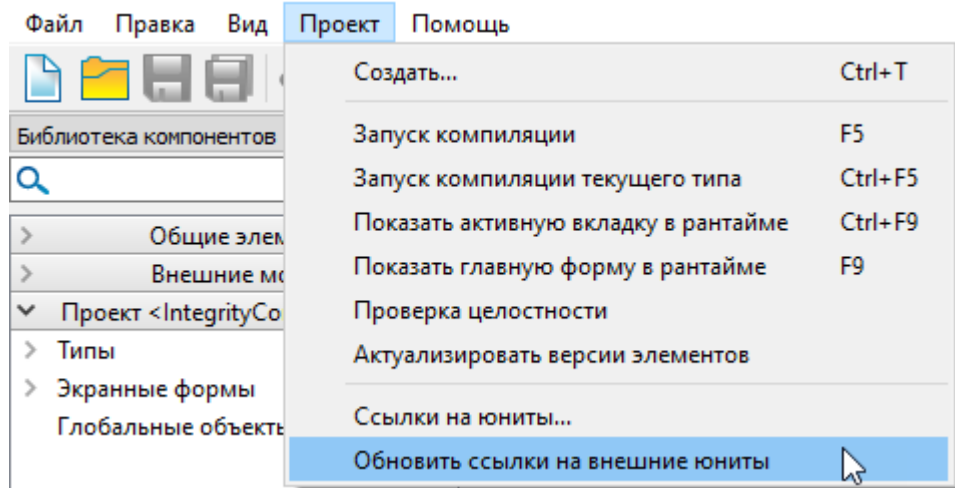 Файл Правка Вид Проект Помощь
Создать... Ctrl+T
Библиотека компонентов
Запуск компиляции F5
Запуск компиляции текущего типа Ctrl+F5
Показать активную вкладку в рантайме Ctrl+F9
Общие
Показать главную форму в рантайме F9
Внешние
Проект <IntegrityCo
Проверка целостности
Типы
Актуализировать версии элементов
Экранные формы
Ссылки на юниты...
Глобальные объекты
Обновить ссылки на внешние юниты